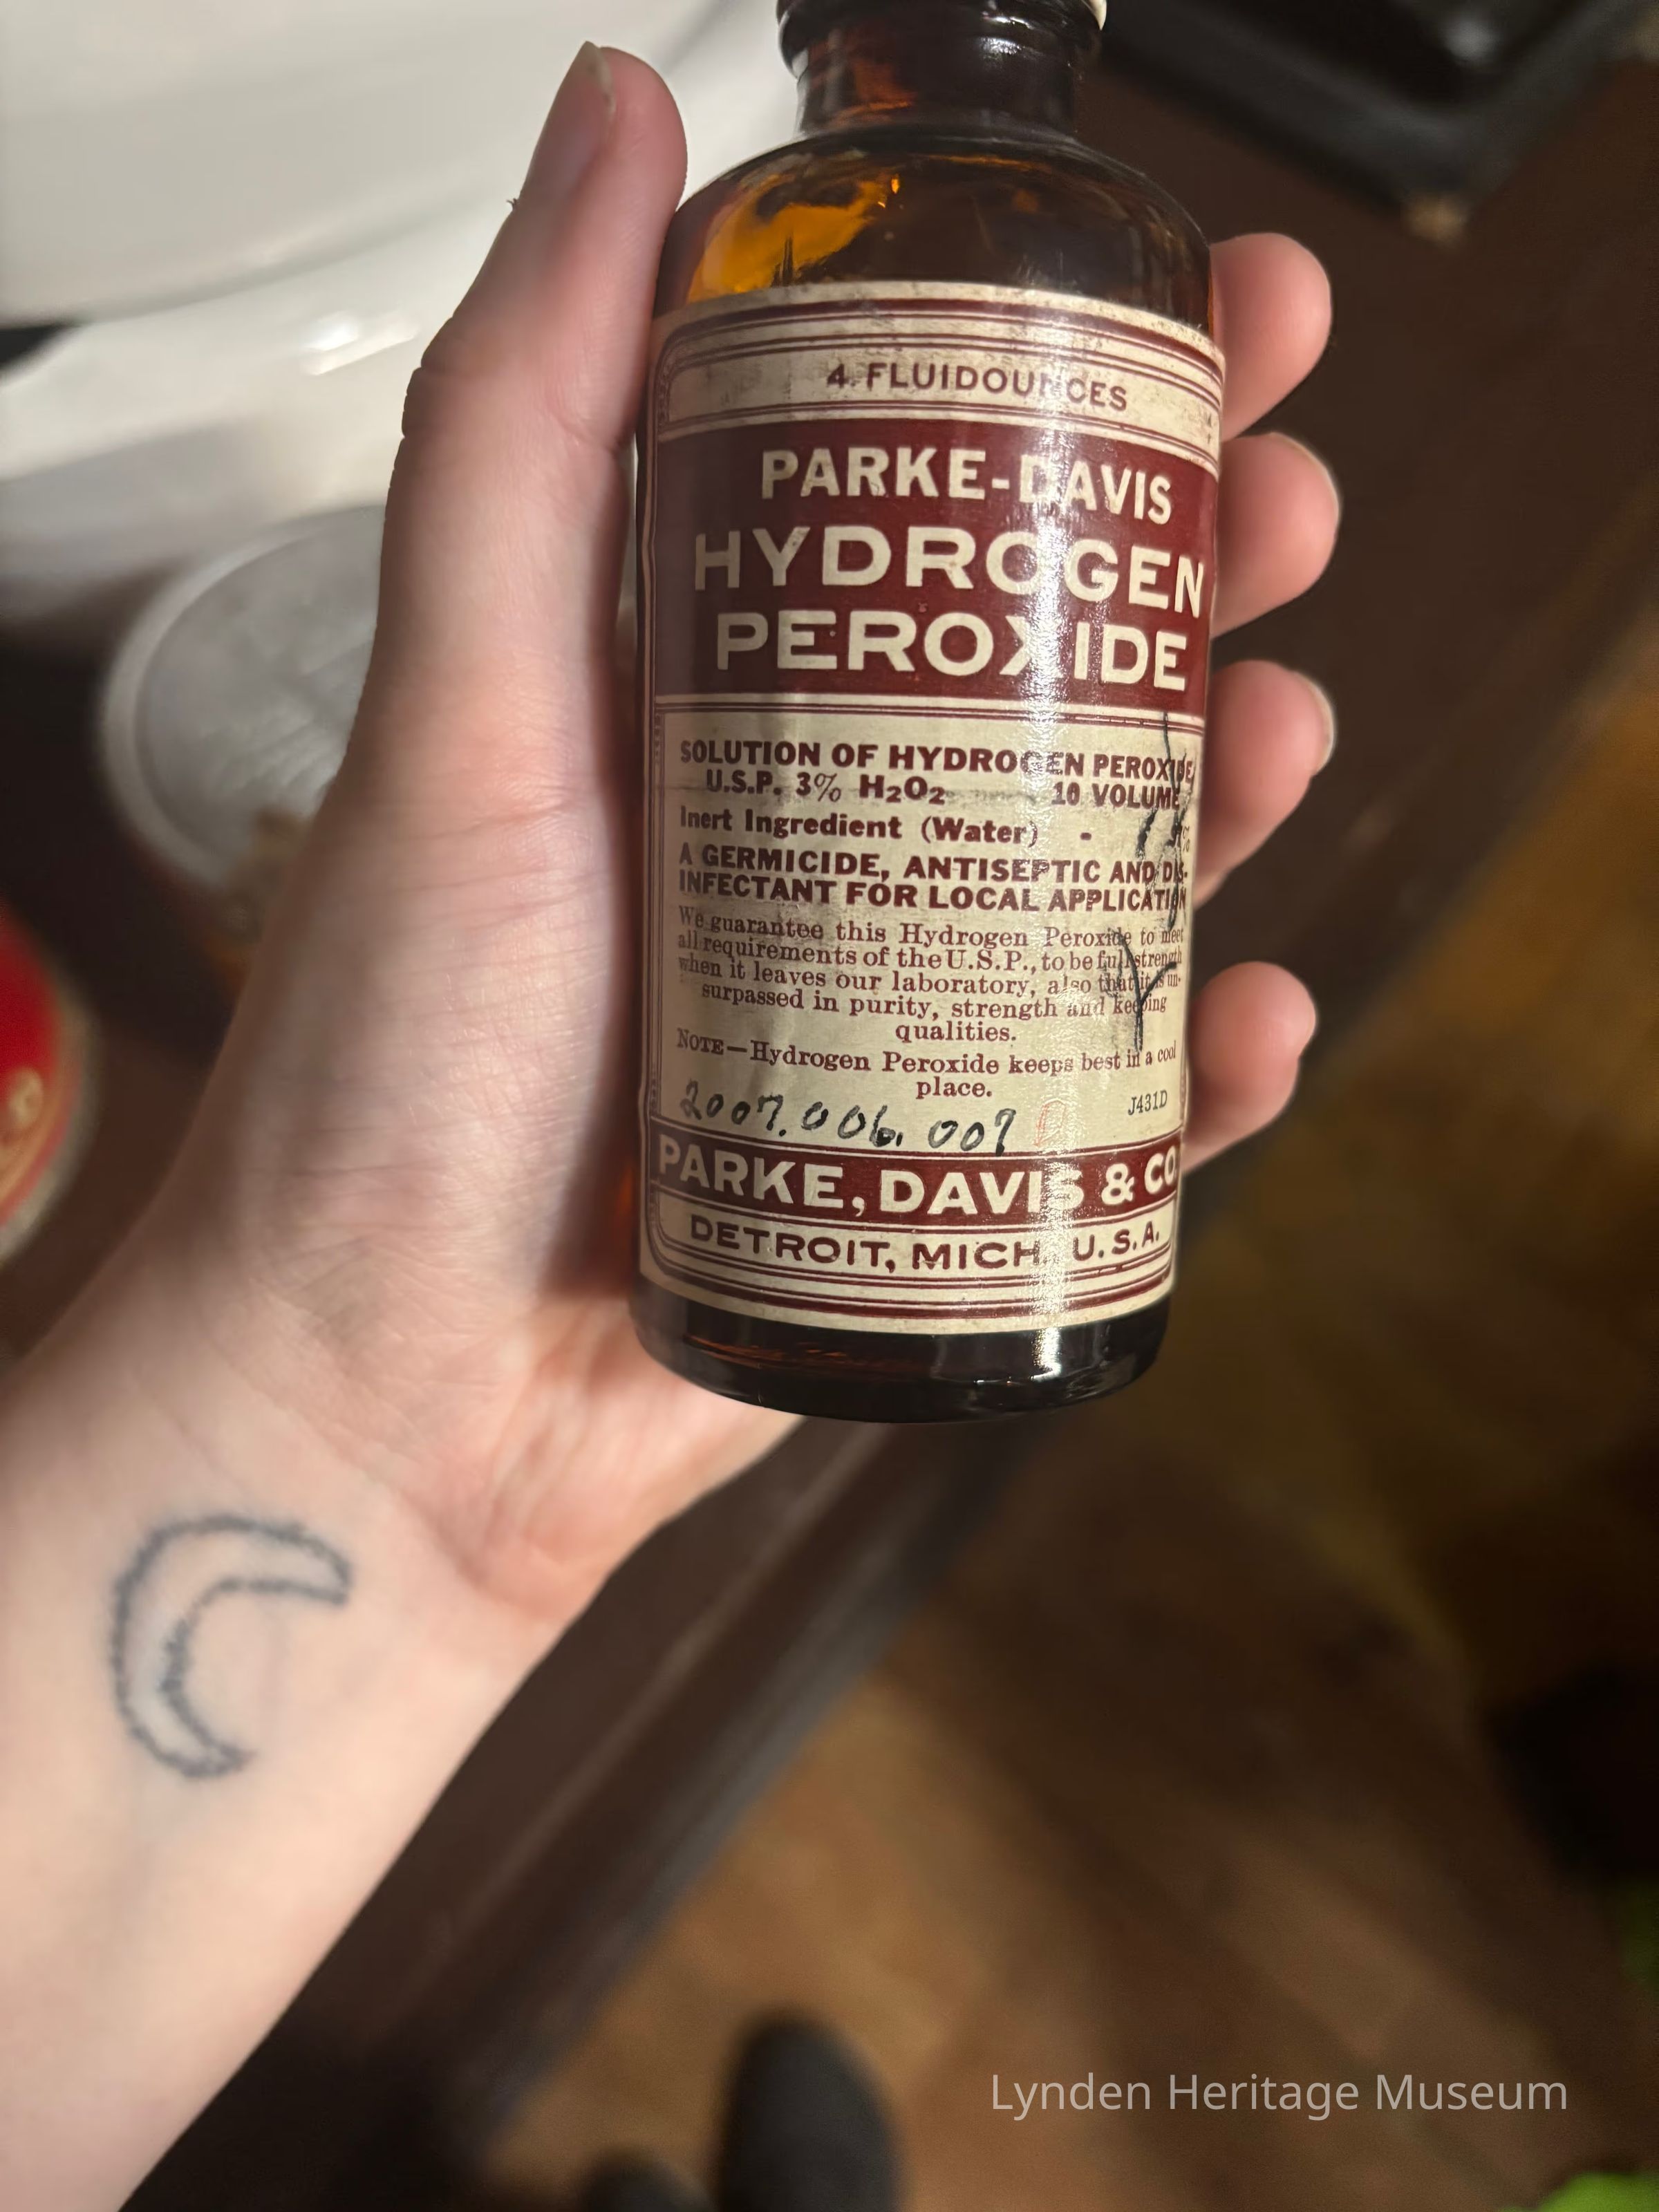 4 FLUIDOUNCES
PARKE-DAVIS
HYDROGEN
PEROXIDE
SOLUTION OF HYDROGEN PEROXIDE,
U.S.P. 3% H₂O₂ 10 VOLUME
Inert Ingredient (Water) -
A GERMICIDE, ANTISEPTIC AND DIS-
INFECTANT FOR LOCAL APPLICATION
We guarantee this Hydrogen Peroxide to meet
all requirements of the U.S.P., to be full strength
when it leaves our laboratory, also that it is un-
surpassed in purity, strength and keeping
qualities.
NOTE—Hydrogen Peroxide keeps best in a cool
place.
J431D
2007.006.009
PARKE, DAVIS & CO.
DETROIT, MICH. U.S.A.
Lynden Heritage Museum